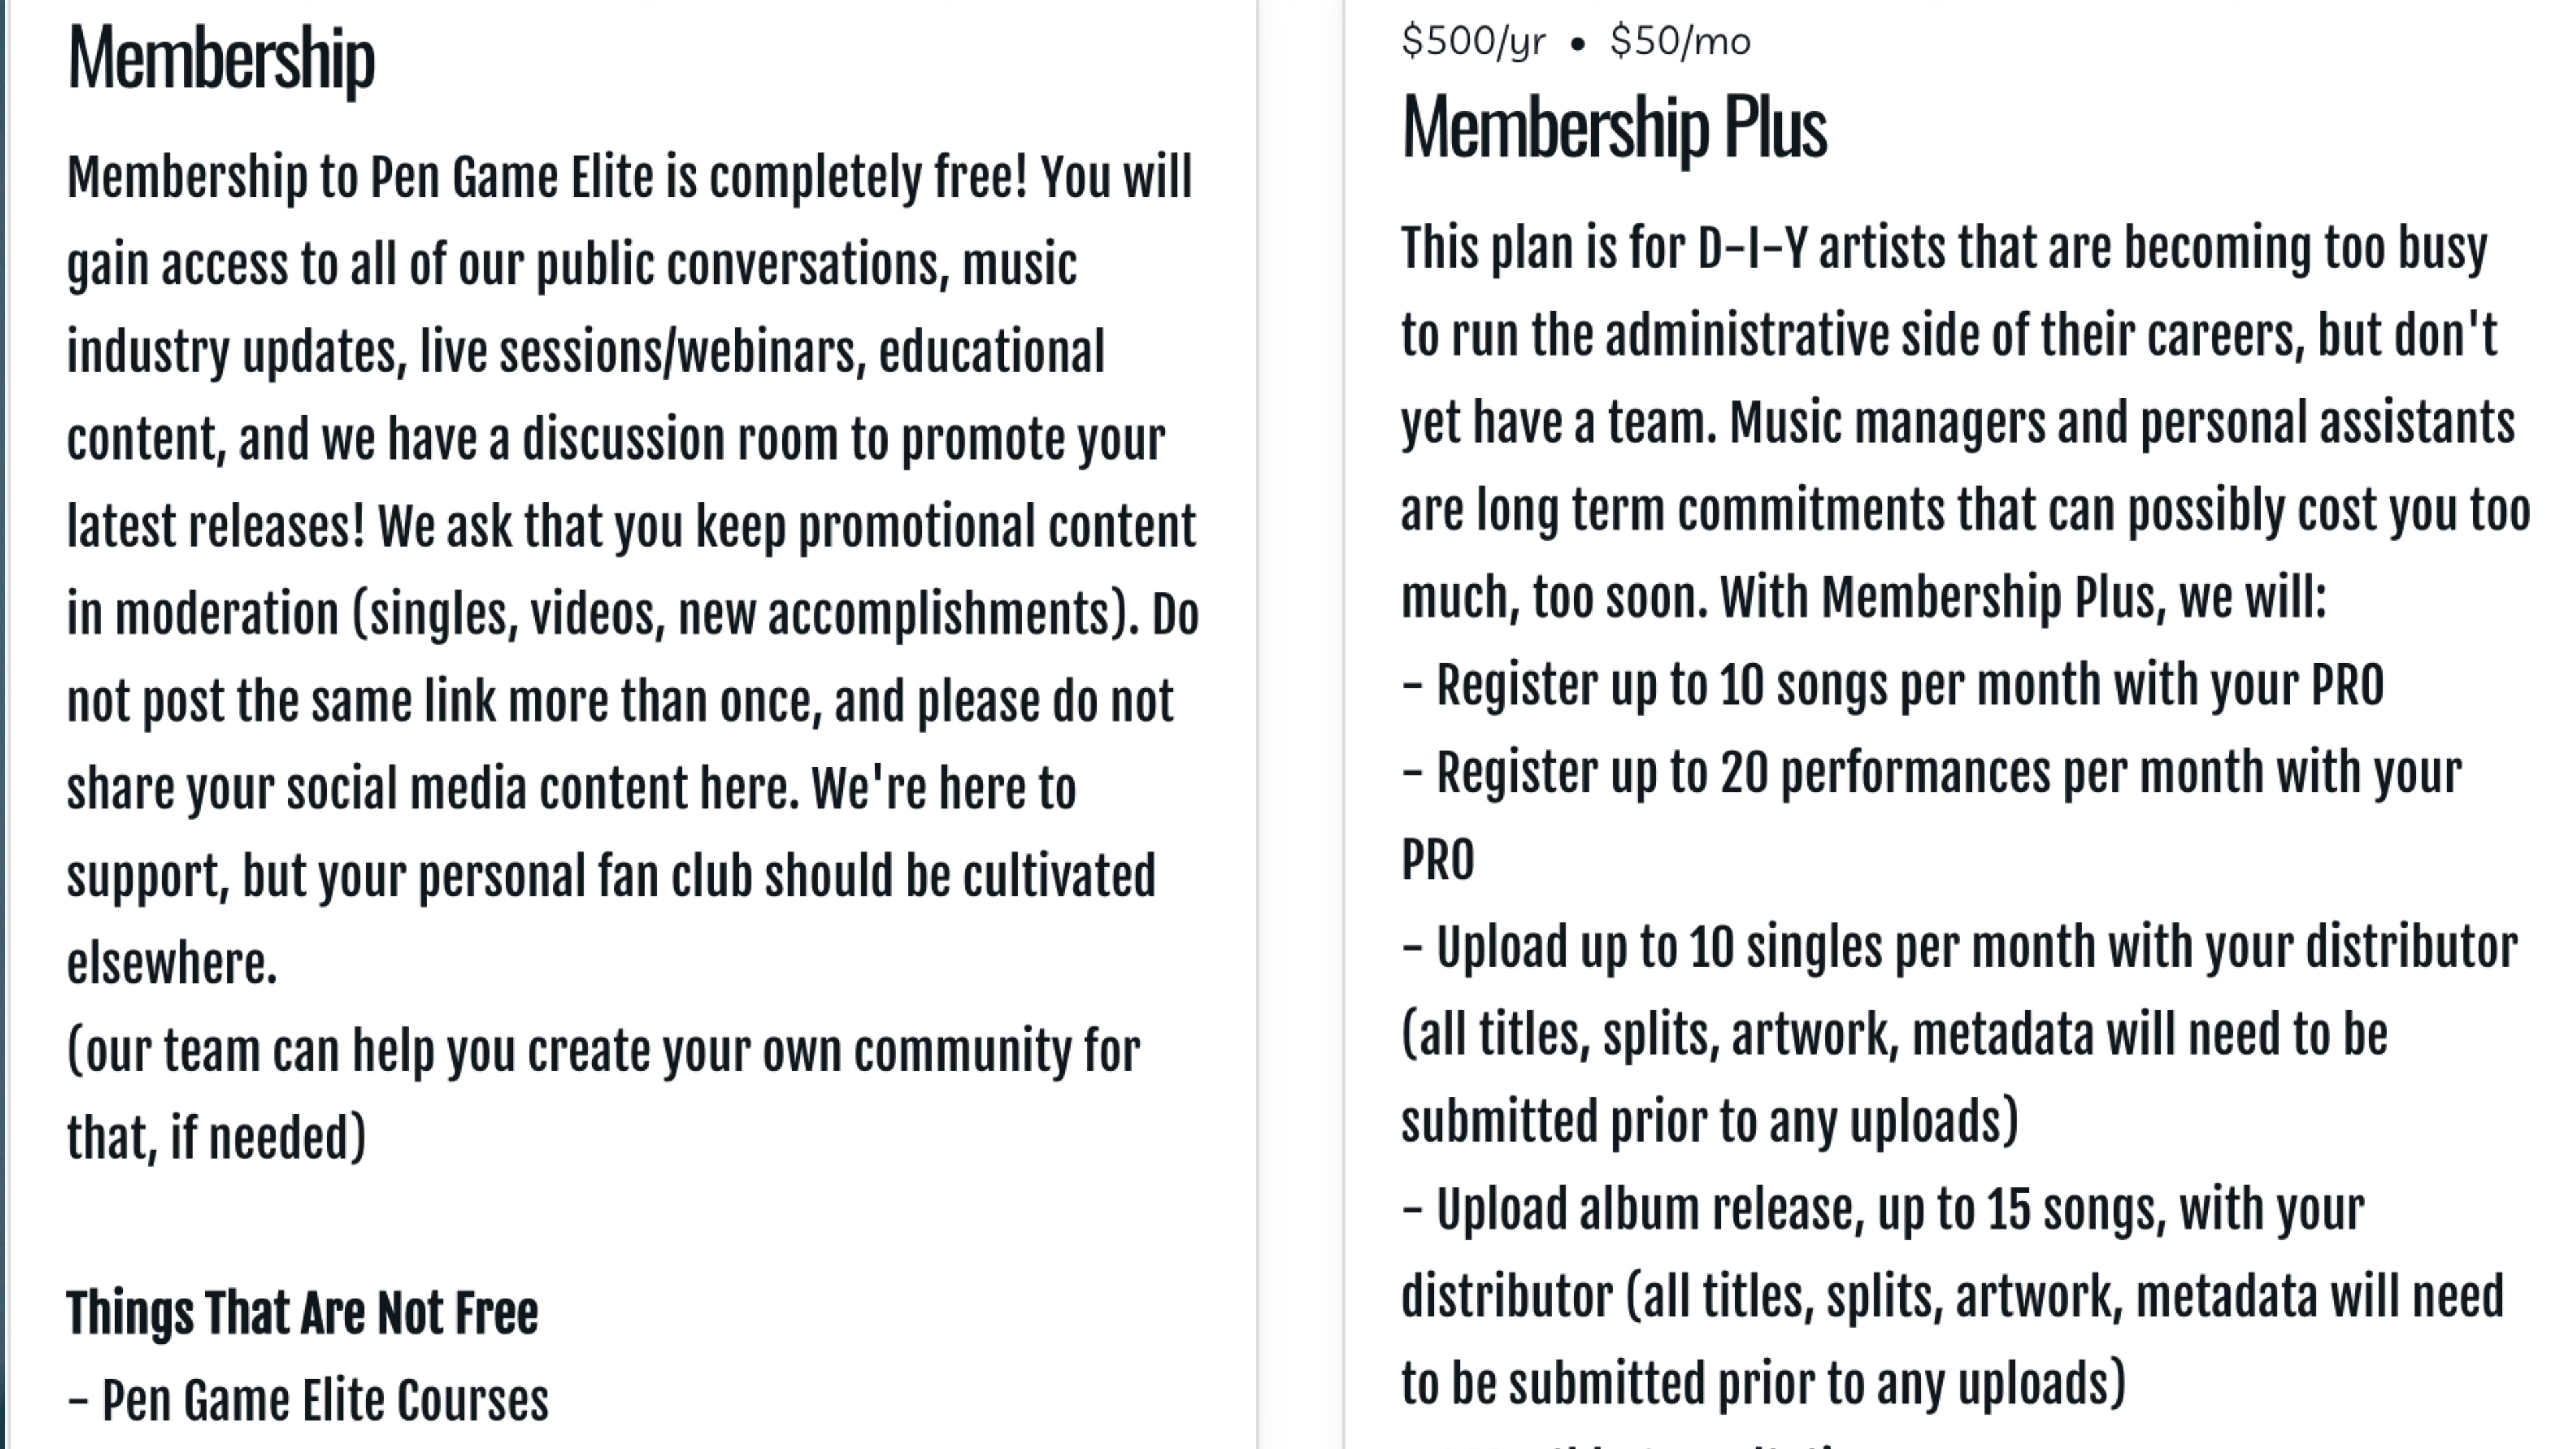 Membership
Membership to Pen Game Elite is completely free! You will
gain access to all of our public conversations, music
industry updates, live sessions/webinars, educational
content, and we have a discussion room to promote your
latest releases! We ask that you keep promotional content
in moderation (singles, videos, new accomplishments). Do
not post the same link more than once, and please do not
share your social media content here. We're here to
support, but your personal fan club should be cultivated
elsewhere.
(our team can help you create your own community for
that, if needed)
Things That Are Not Free
- Pen Game Elite Courses
$500/yr • $50/mo
Membership Plus
This plan is for D-I-Y artists that are becoming too busy
to run the administrative side of their careers, but don't
yet have a team. Music managers and personal assistants
are long term commitments that can possibly cost you too
much, too soon. With Membership Plus, we will:
- Register up to 10 songs per month with your PRO
- Register up to 20 performances per month with your
PRO
- Upload up to 10 singles per month with your distributor
(all titles, splits, artwork, metadata will need to be
submitted prior to any uploads)
- Upload album release, up to 15 songs, with your
distributor (all titles, splits, artwork, metadata will need
to be submitted prior to any uploads)